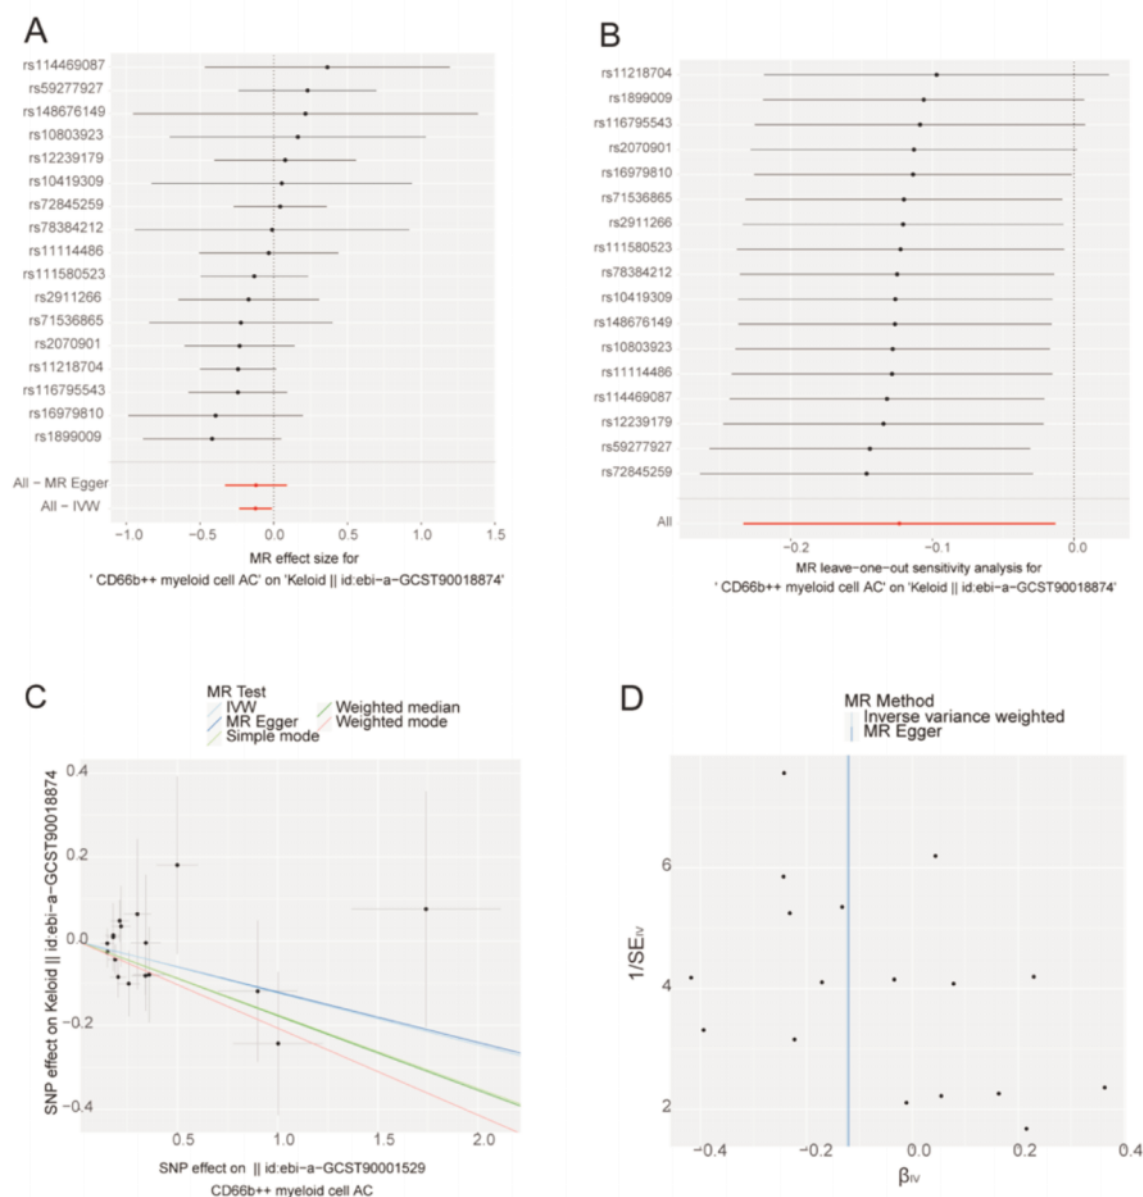 A
rs114469087
rs59277927
rs148676149
rs10803923
rs12239179
rs10419309
rs72845259
rs78384212
rs11114486
rs111580523
rs2911266
rs71536865
rs2070901
rs11218704
rs116795543
rs16979810
rs1899009
All − MR Egger
All − IVW
−1.0 −0.5 0.0 0.5 1.0 1.5
MR effect size for
' CD66b++ myeloid cell AC' on 'Keloid || id:ebi−a−GCST90018874'
B
rs11218704
rs1899009
rs116795543
rs2070901
rs16979810
rs71536865
rs2911266
rs111580523
rs78384212
rs10419309
rs148676149
rs10803923
rs11114486
rs114469087
rs12239179
rs59277927
rs72845259
All
−0.2 −0.1 0.0
MR leave−one−out sensitivity analysis for
' CD66b++ myeloid cell AC' on 'Keloid || id:ebi−a−GCST90018874'
C
MR Test
IVW
MR Egger
Simple mode
Weighted median
Weighted mode
SNP effect on Keloid || id:ebi−a−GCST90018874
0.4
0.2
0.0
−0.2
−0.4
0.5 1.0 1.5 2.0
SNP effect on || id:ebi−a−GCST90001529
CD66b++ myeloid cell AC
D
MR Method
Inverse variance weighted
MR Egger
1/SEIV
6
4
2
−0.4 −0.2 0.0 0.2 0.4
βIV